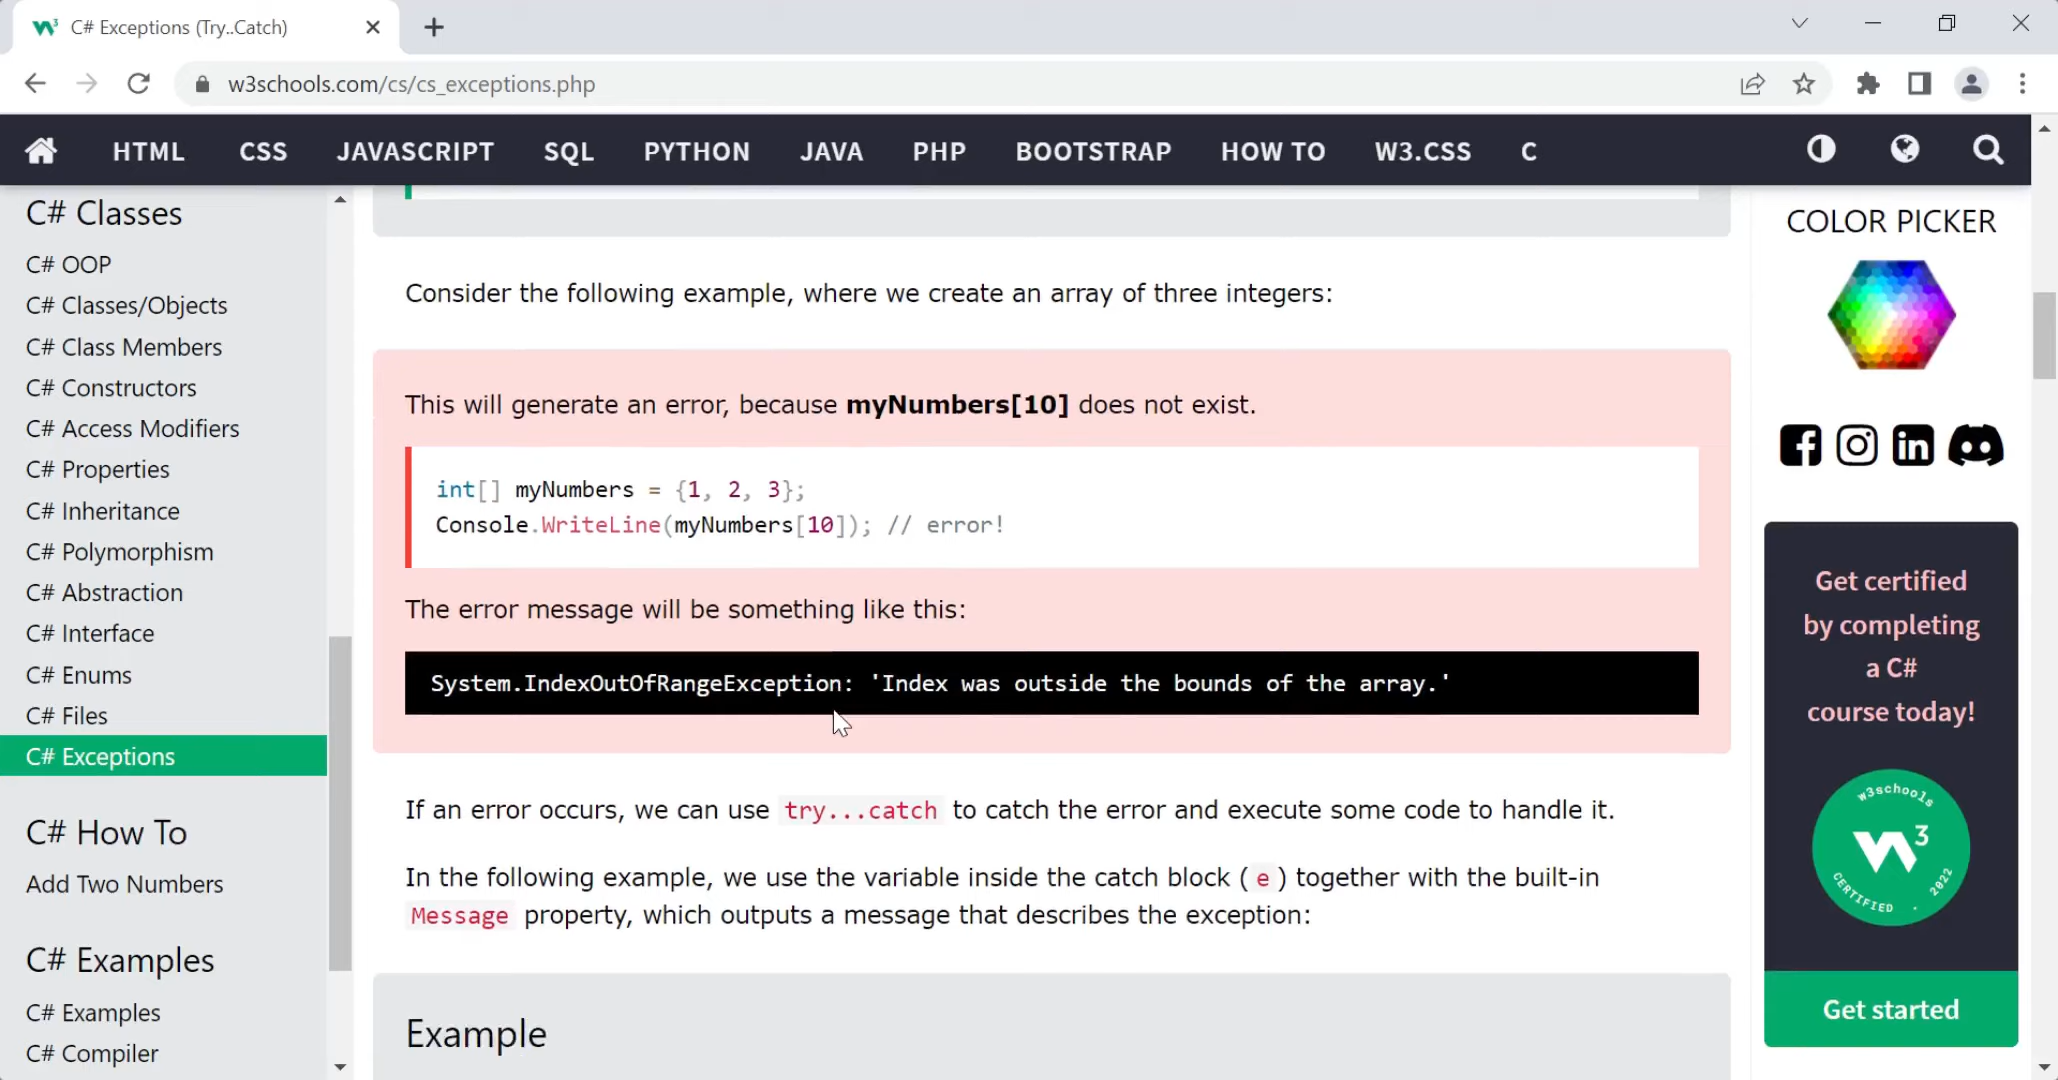 C# Exceptions (Try..Catch)
w3schools.com/cs/cs_exceptions.php
HTML CSS JAVASCRIPT SQL PYTHON JAVA PHP BOOTSTRAP HOW TO W3.CSS C
C# Classes
C# OOP
C# Classes/Objects
C# Class Members
C# Constructors
C# Access Modifiers
C# Properties
C# Inheritance
C# Polymorphism
C# Abstraction
C# Interface
C# Enums
C# Files
C# Exceptions
C# How To
Add Two Numbers
C# Examples
C# Examples
C# Compiler
Consider the following example, where we create an array of three integers:
This will generate an error, because myNumbers[10] does not exist.
int[] myNumbers = {1, 2, 3};
Console.WriteLine(myNumbers[10]); // error!
The error message will be something like this:
System.IndexOutOfRangeException: 'Index was outside the bounds of the array.'
If an error occurs, we can use try...catch to catch the error and execute some code to handle it.
In the following example, we use the variable inside the catch block (e) together with the built-in
Message property, which outputs a message that describes the exception:
Example
COLOR PICKER
Get certified
by completing
a C#
course today!
w3schools
W3
CERTIFIED . 2022
Get started